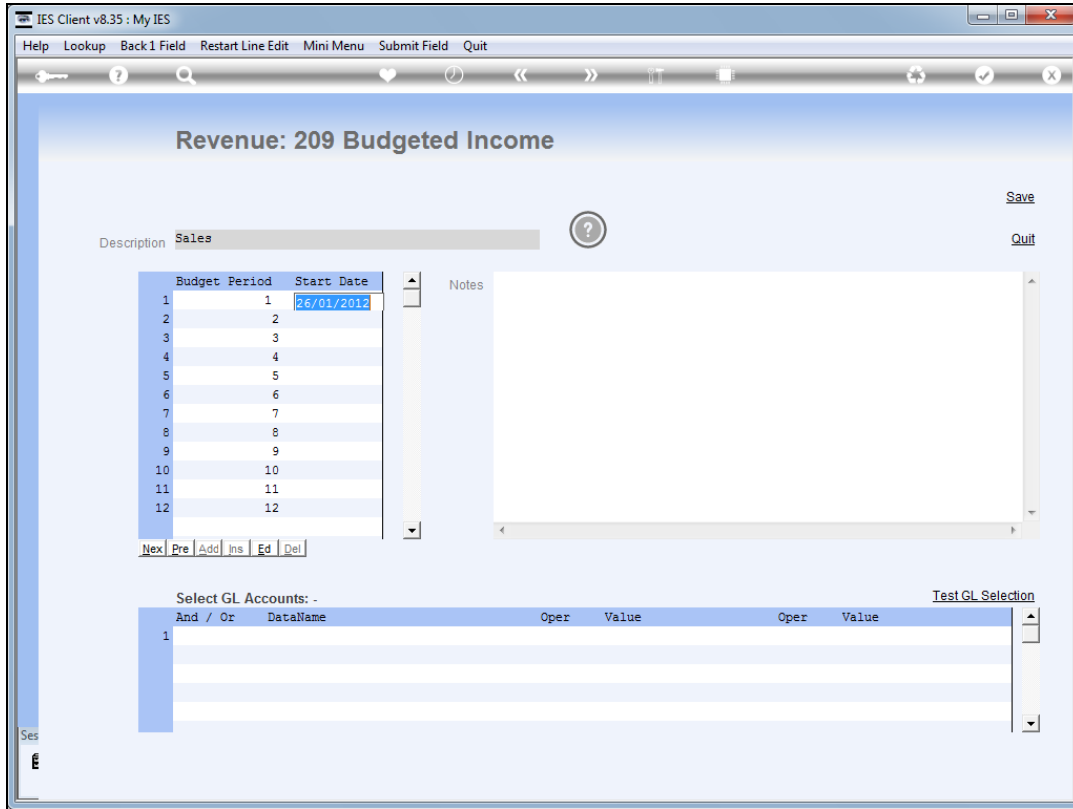 IES Client v8.35 : My IES
Help Lookup Back 1 Field Restart Line Edit Mini Menu Submit Field Quit
Revenue: 209 Budgeted Income
Save
Description Sales
Quit
Budget Period Start Date
Notes
1 1 26/01/2012
2 2
3 3
4 4
5 5
6 6
7 7
8 8
9 9
10 10
11 11
12 12
Nex Pre Add Ins Ed Del
Select GL Accounts: -
Test GL Selection
And / Or DataName Oper Value Oper Value
1
Ses